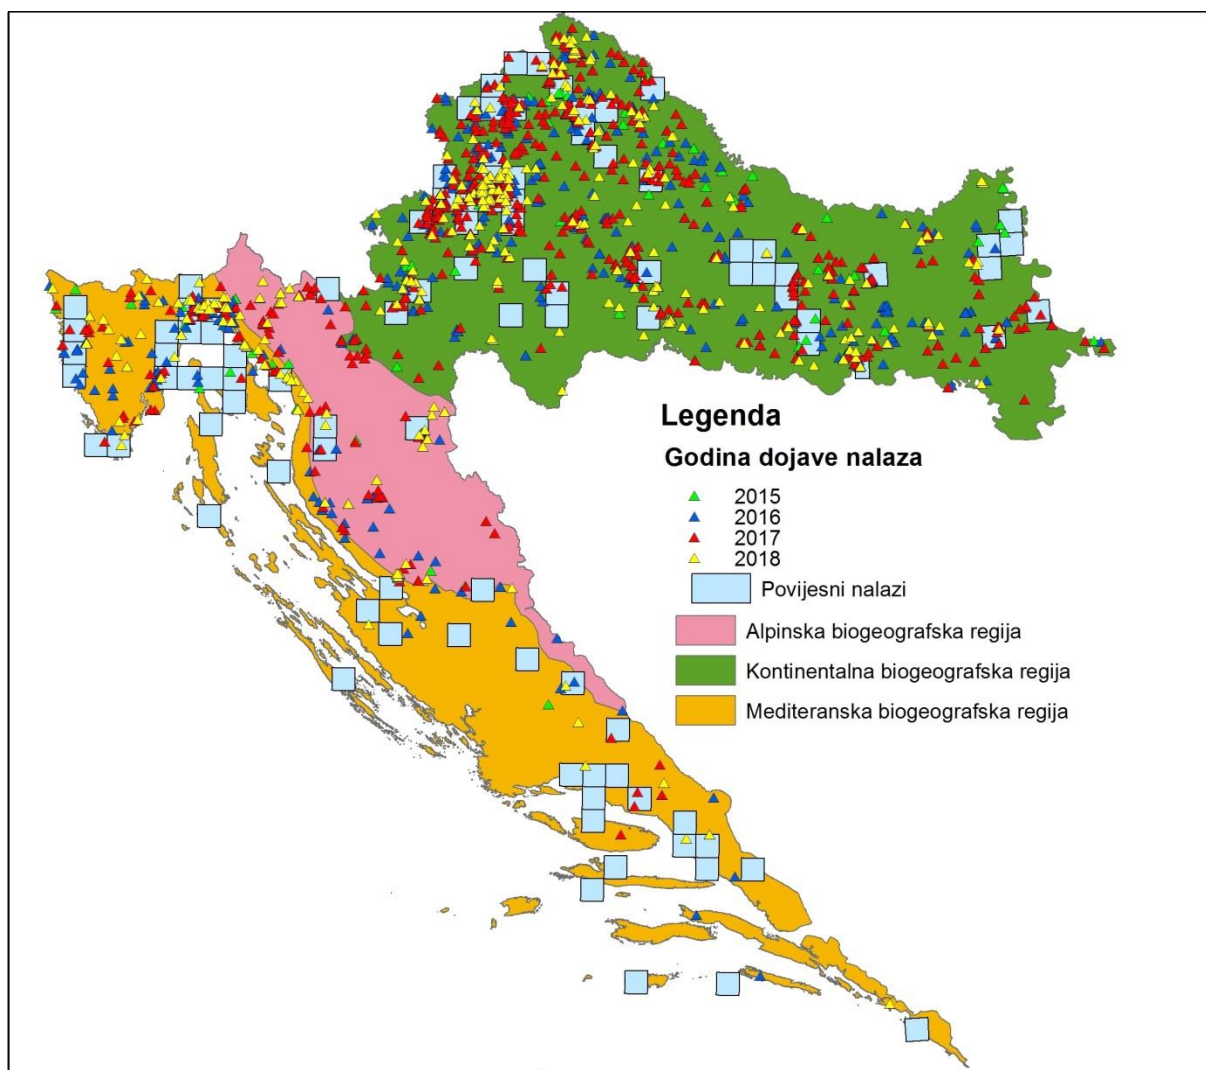 Legenda
Godina dojave nalaza
2015
2016
2017
2018
Povijesni nalazi
Alpinska biogeografska regija
Kontinentalna biogeografska regija
Mediteranska biogeografska regija